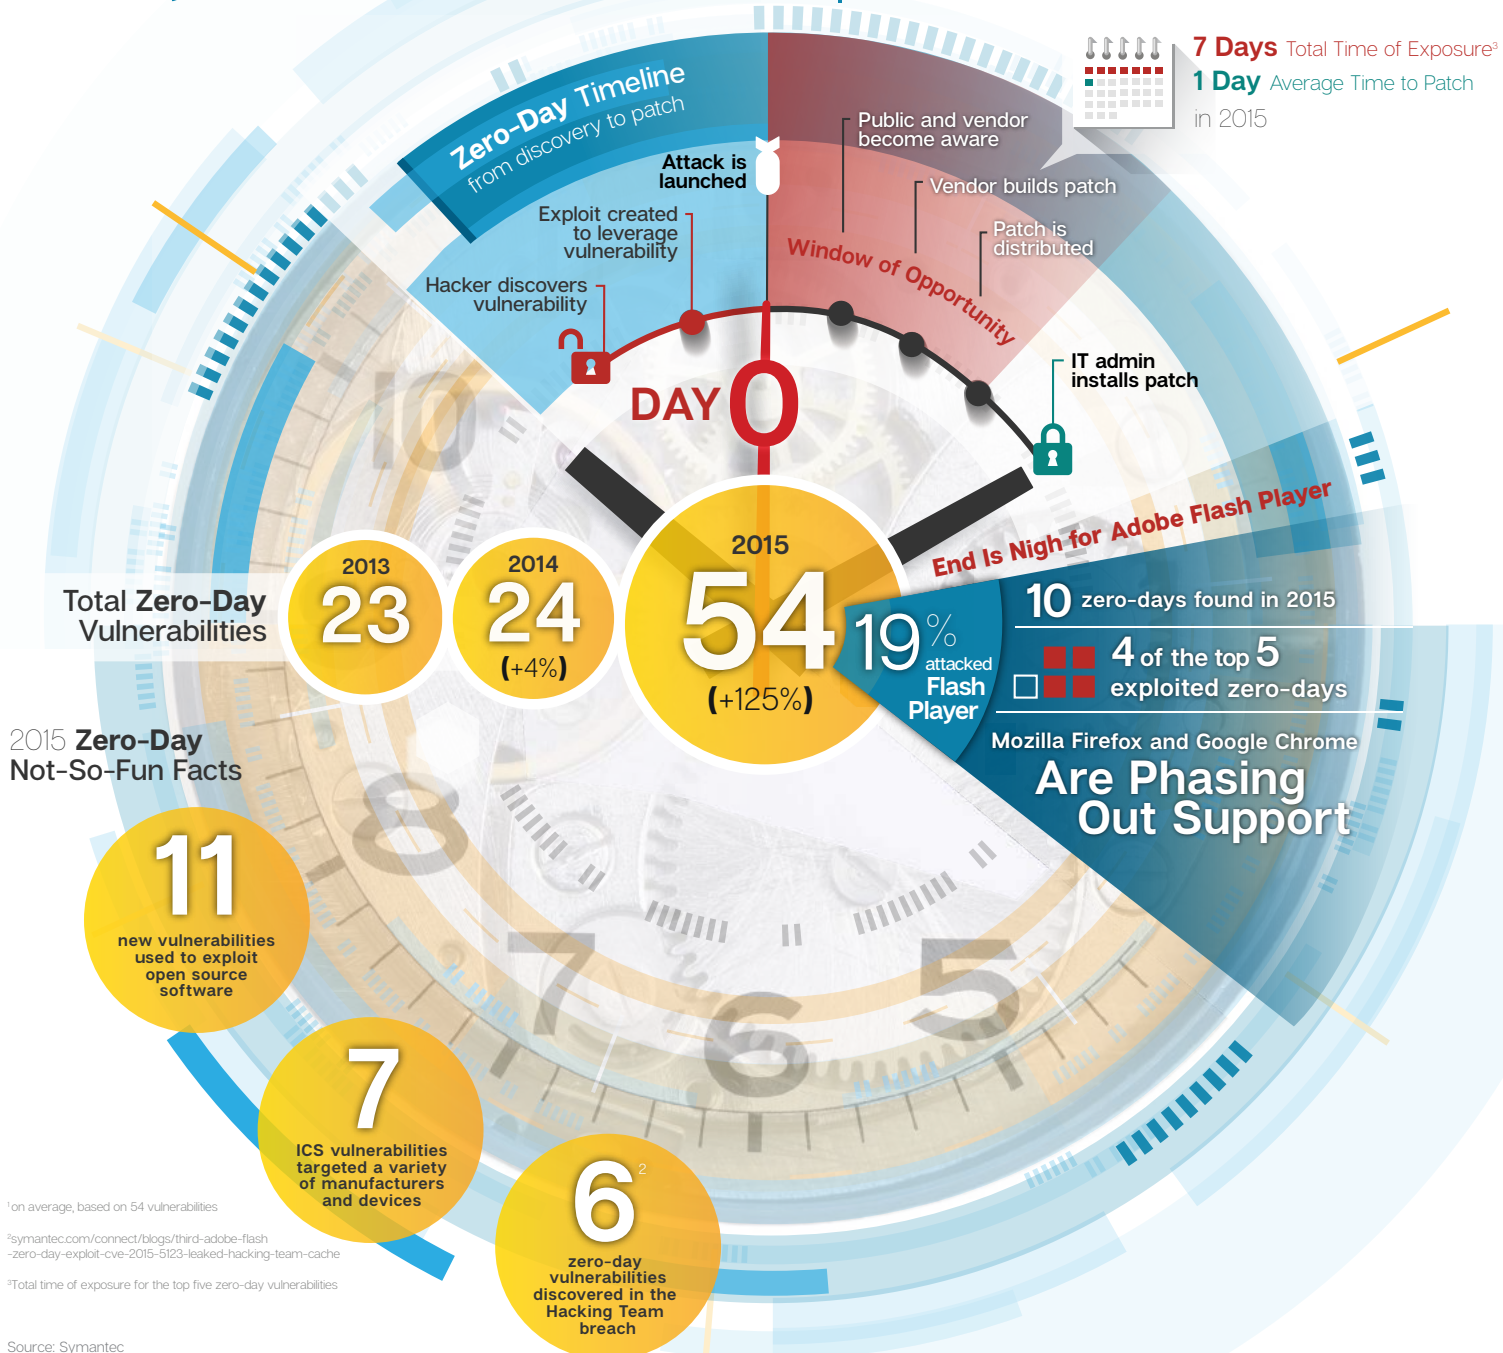 Zero-Day Timeline
from discovery to patch
7 Days Total Time of Exposure3
1 Day Average Time to Patch
in 2015
Hacker discovers
vulnerability
Exploit created
to leverage
vulnerability
Attack is
launched
Public and vendor
become aware
Vendor builds patch
Patch is
distributed
Window of Opportunity
IT admin
installs patch
DAY 0
10
Total Zero-Day
Vulnerabilities
2013
23
2014
24
(+4%)
2015
54
(+125%)
End Is Nigh for Adobe Flash Player
19%
attacked
Flash
Player
10 zero-days found in 2015
4 of the top 5
exploited zero-days
Mozilla Firefox and Google Chrome
Are Phasing
Out Support
2015 Zero-Day
Not-So-Fun Facts
8
7
6
5
11
new vulnerabilities
used to exploit
open source
software
7
ICS vulnerabilities
targeted a variety
of manufacturers
and devices
6 2
zero-day
vulnerabilities
discovered in the
Hacking Team
breach
1on average, based on 54 vulnerabilities
2symantec.com/connect/blogs/third-adobe-flash
-zero-day-exploit-cve-2015-5123-leaked-hacking-team-cache
3Total time of exposure for the top five zero-day vulnerabilities
Source: Symantec